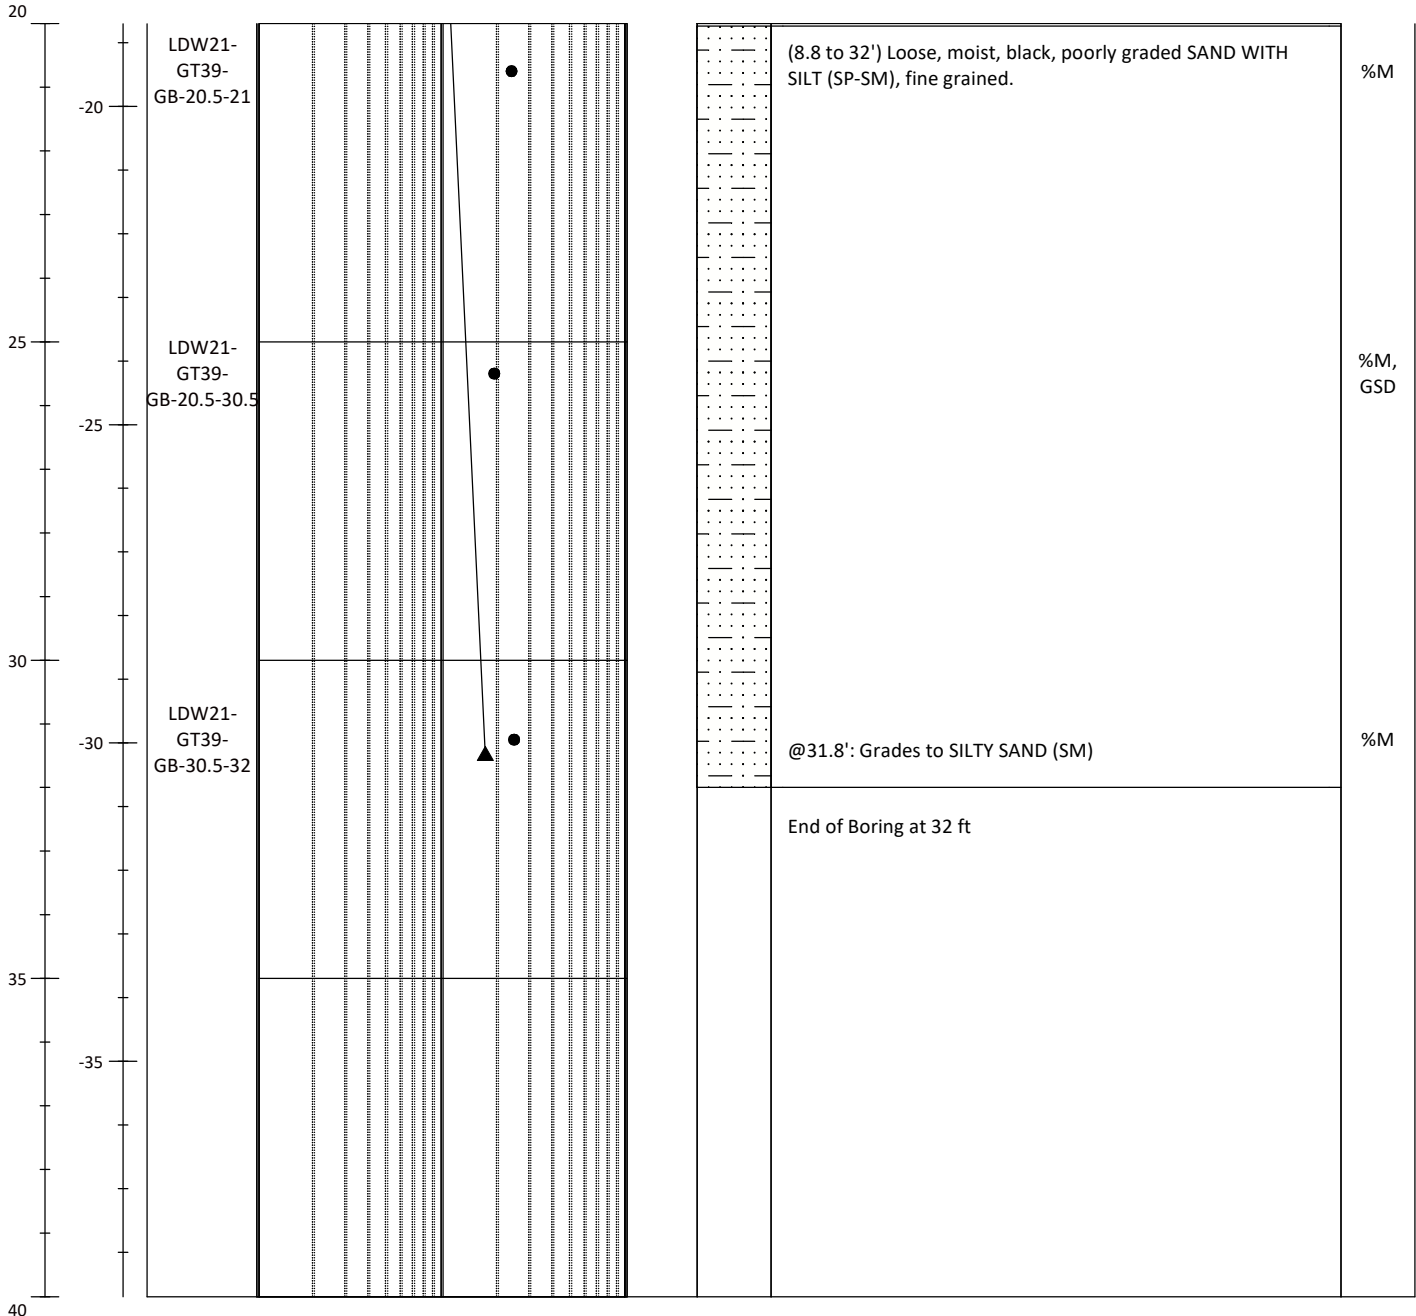 20
LDW21-
GT39-
GB-20.5-21
(8.8 to 32') Loose, moist, black, poorly graded SAND WITH
SILT (SP-SM), fine grained.
%M
-20
25
LDW21-
GT39-
GB-20.5-30.5
%M,
GSD
-25
30
LDW21-
GT39-
GB-30.5-32
-30
@31.8': Grades to SILTY SAND (SM)
%M
End of Boring at 32 ft
35
-35
40